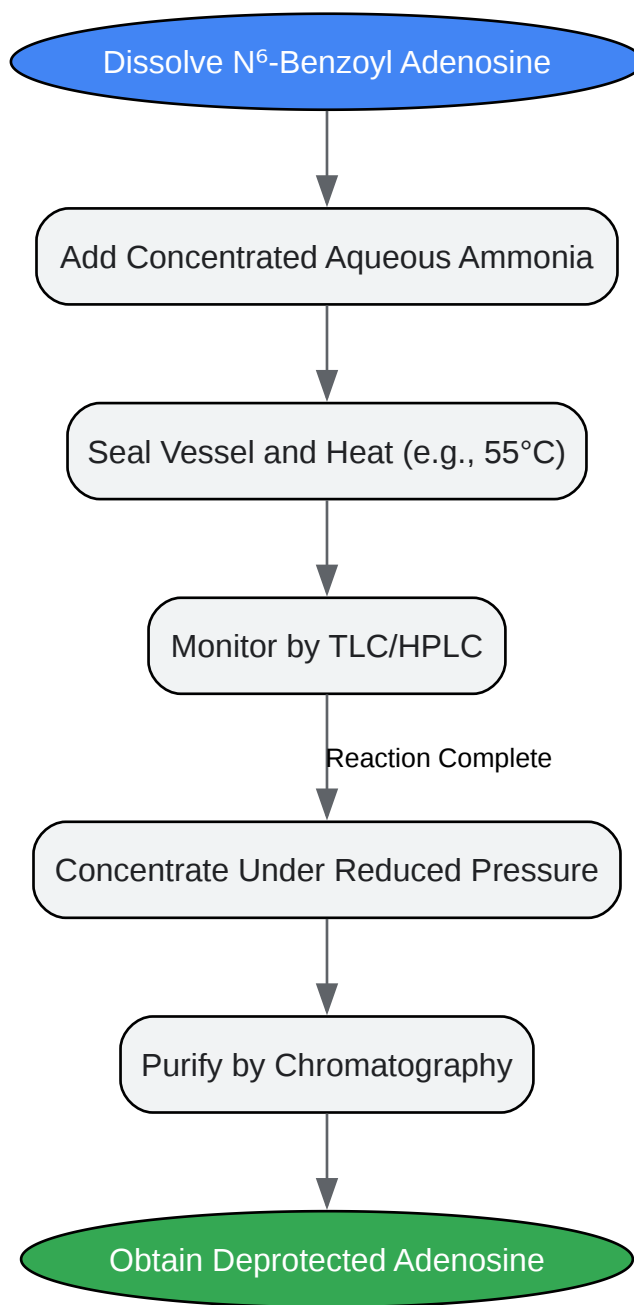 Dissolve N⁶-Benzoyl Adenosine
Add Concentrated Aqueous Ammonia
Seal Vessel and Heat (e.g., 55°C)
Monitor by TLC/HPLC
Reaction Complete
Concentrate Under Reduced Pressure
Purify by Chromatography
Obtain Deprotected Adenosine